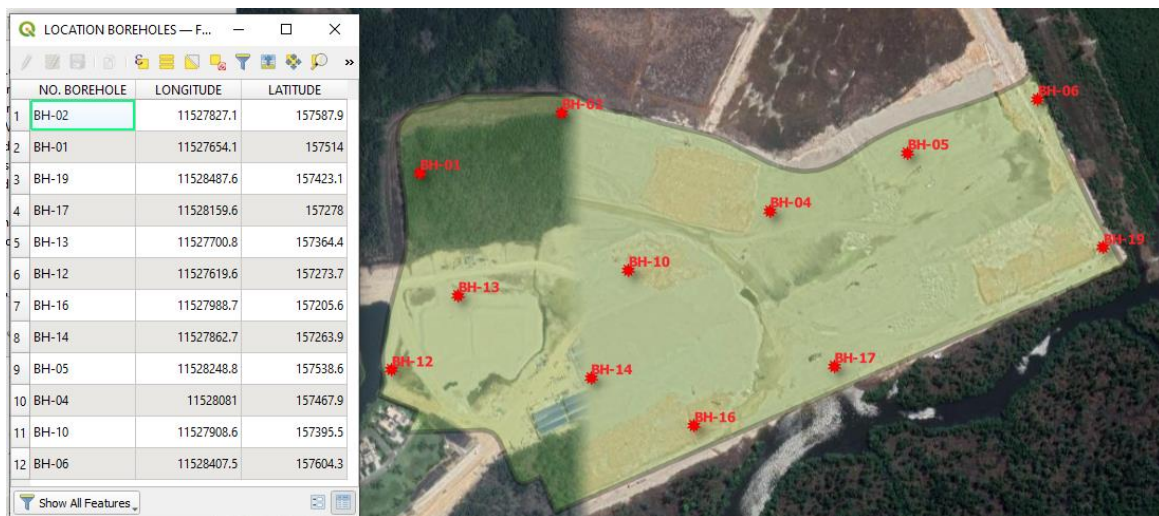 LOCATION BOREHOLES — F...
NO. BOREHOLE LONGITUDE LATITUDE
1 BH-02 11527827.1 157587.9
2 BH-01 11527654.1 157514
3 BH-19 11528487.6 157423.1
4 BH-17 11528159.6 157278
5 BH-13 11527700.8 157364.4
6 BH-12 11527619.6 157273.7
7 BH-16 11527988.7 157205.6
8 BH-14 11527862.7 157263.9
9 BH-05 11528248.8 157538.6
10 BH-04 11528081 157467.9
11 BH-10 11527908.6 157395.5
12 BH-06 11528407.5 157604.3
Show All Features
BH-06
BH-02
BH-05
BH-01
BH-04
BH-19
BH-10
BH-13
BH-12
BH-17
BH-14
BH-16